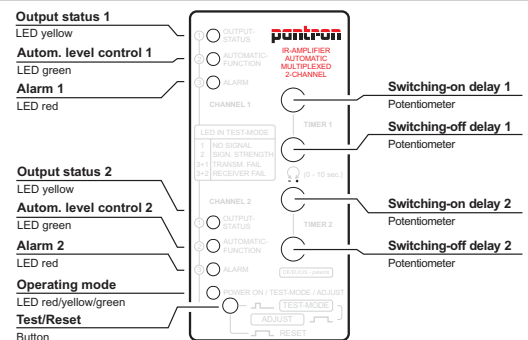 Output status 1
LED yellow
Autom. level control 1
LED green
Alarm 1
LED red
Output status 2
LED yellow
Autom. level control 2
LED green
Alarm 2
LED red
Operating mode
LED red/yellow/green
Test/Reset
Button
pantron
IR-AMPLIFIER
AUTOMATIC
MULTIPLEXED
2-CHANNEL
1 OUTPUT-
STATUS
2 AUTOMATIC-
FUNCTION
3 ALARM
CHANNEL 1
LED IN TEST-MODE
1 NO SIGNAL
2 SIGN. STRENGTH
3+1 TRANSM. FAIL
3+2 RECEIVER FAIL
TIMER 1
(0 - 10 sec.)
CHANNEL 2
1 OUTPUT-
STATUS
2 AUTOMATIC-
FUNCTION
3 ALARM
TIMER 2
POWER ON / TEST-MODE / ADJUST
TEST-MODE
ADJUST
RESET
Switching-on delay 1
Potentiometer
Switching-off delay 1
Potentiometer
Switching-on delay 2
Potentiometer
Switching-off delay 2
Potentiometer